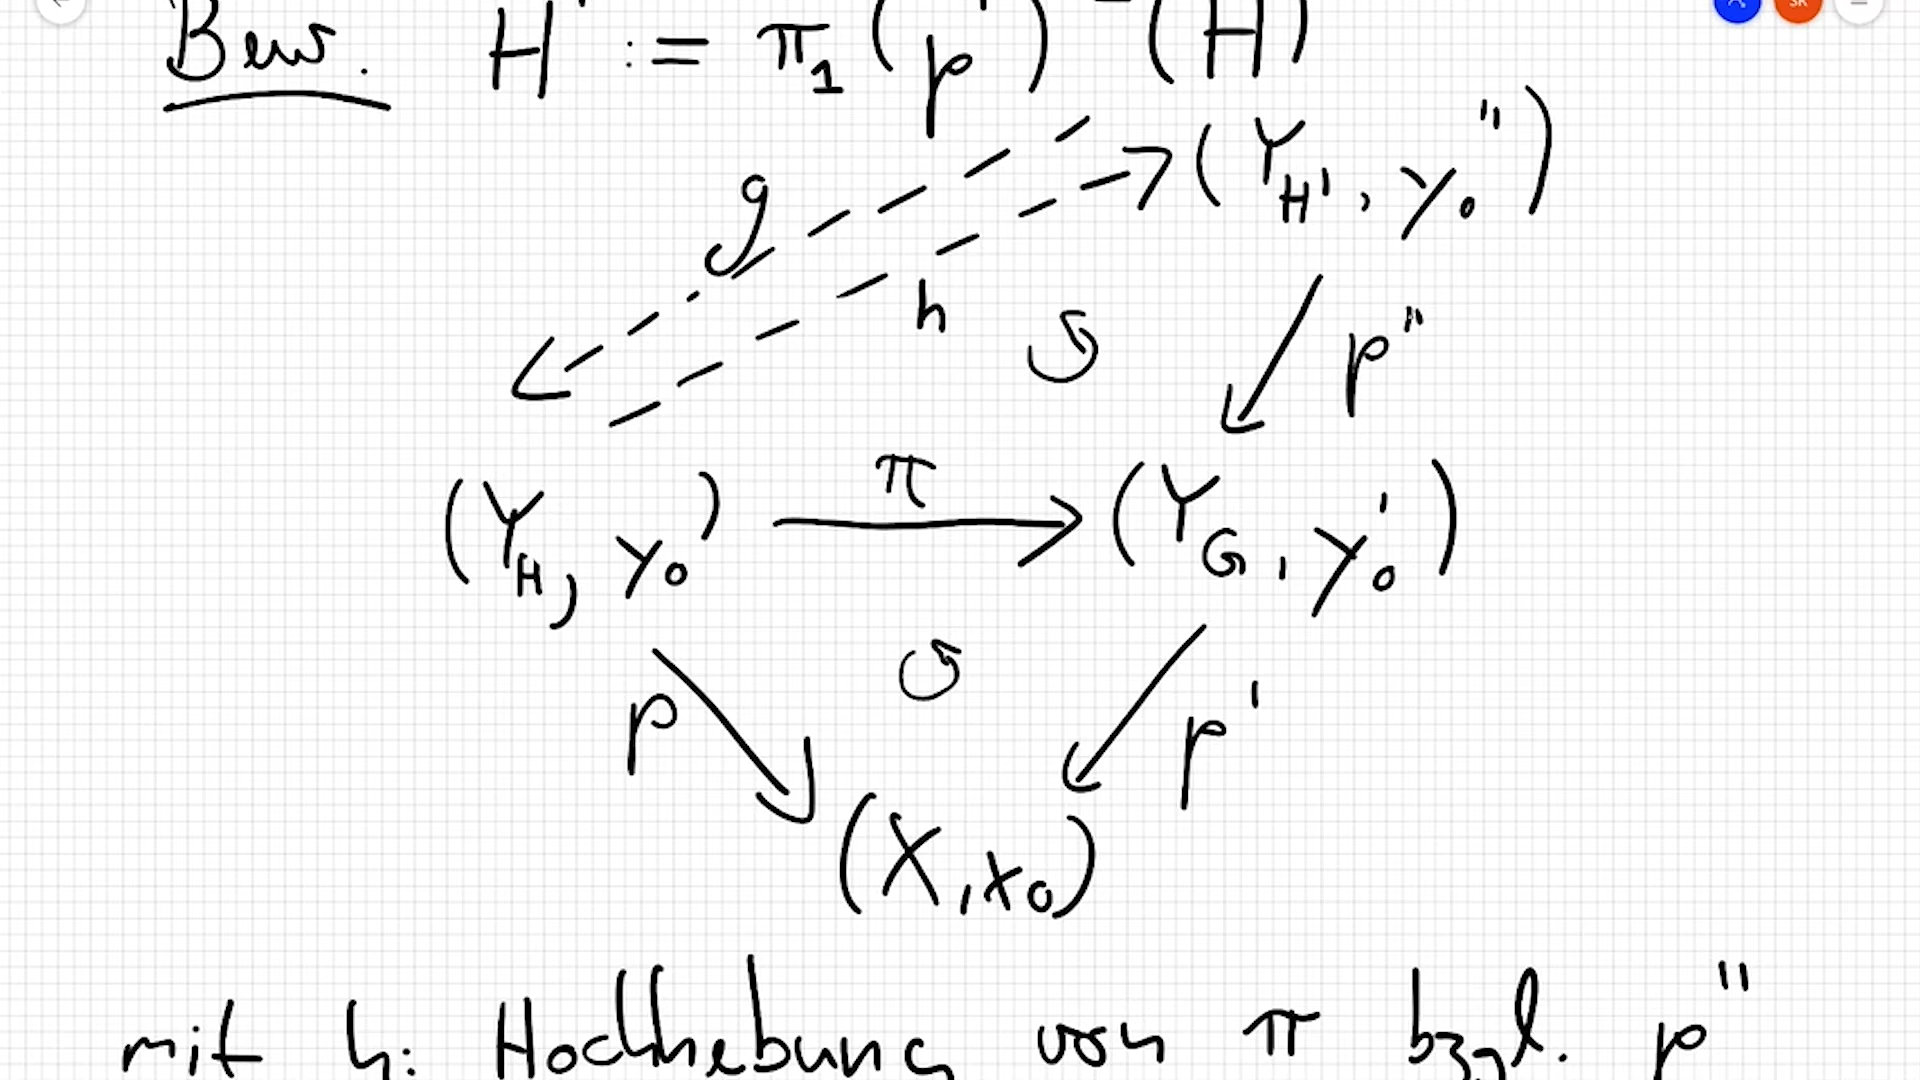 Bew. H' := π₁(p')⁻¹(H)
g (Y_H', y₀'')
h p''
π
(Y_H, y₀) (Y_G, y₀')
p p'
(X, x₀)
mit h: Hochhebung von π bzgl. p''